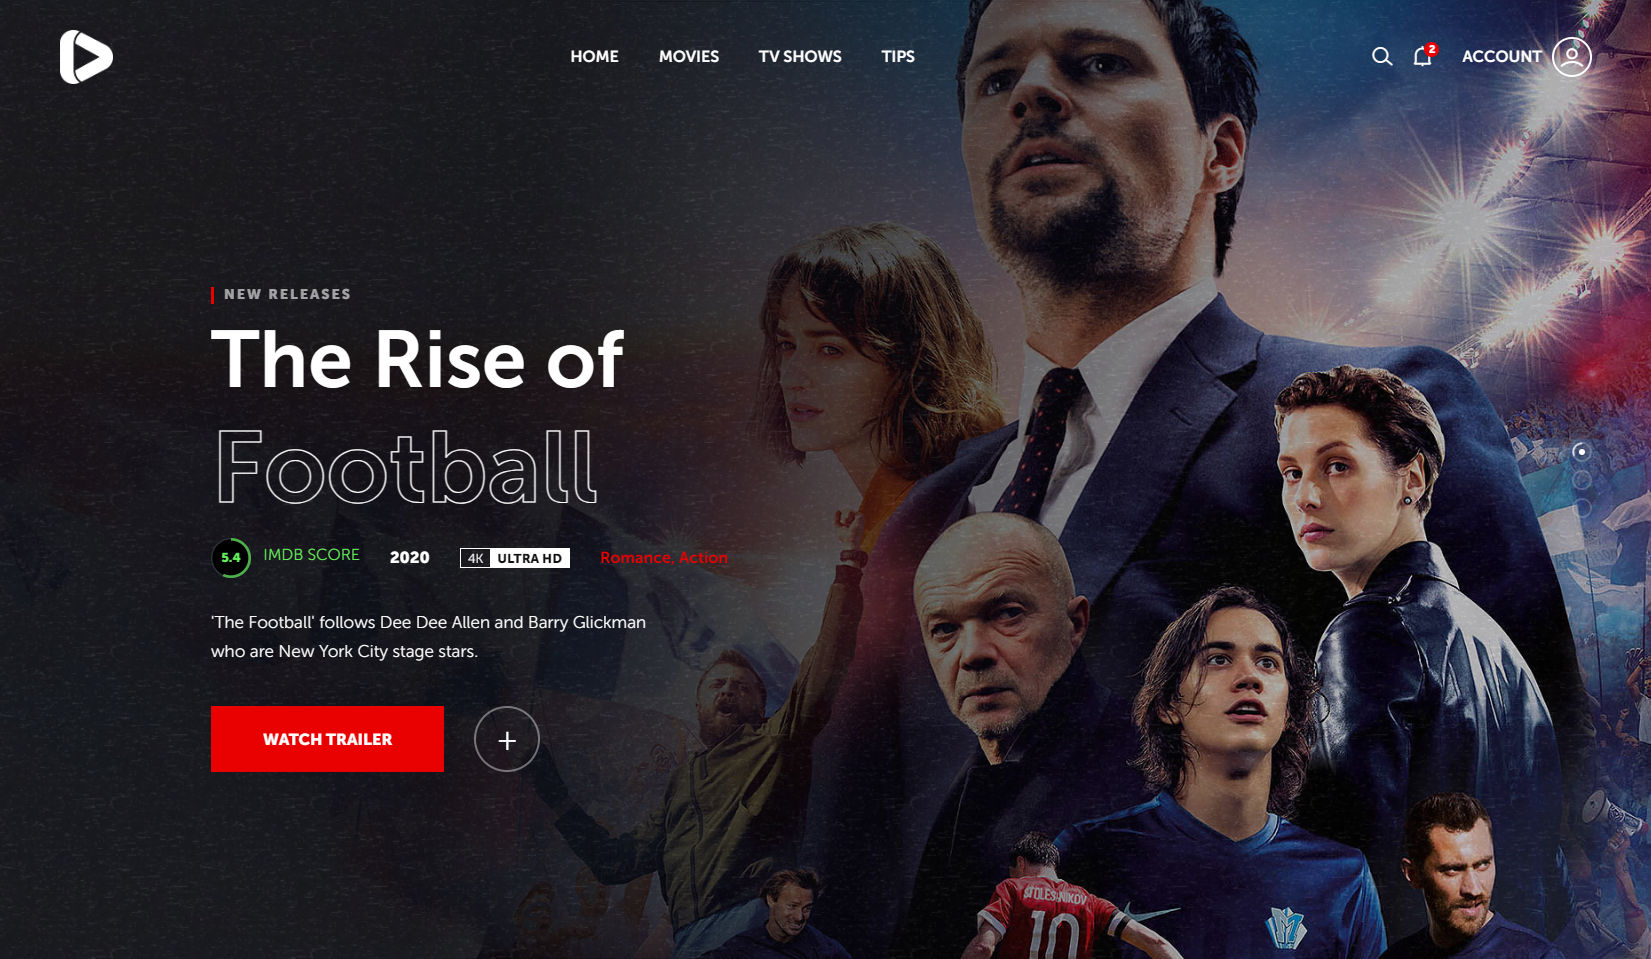 HOME MOVIES TV SHOWS TIPS 2 ACCOUNT
NEW RELEASES
The Rise of
Football
5.4 IMDB SCORE 2020 4K ULTRA HD Romance, Action
'The Football' follows Dee Dee Allen and Barry Glickman
who are New York City stage stars.
WATCH TRAILER +
STOLESHNIKOV
10